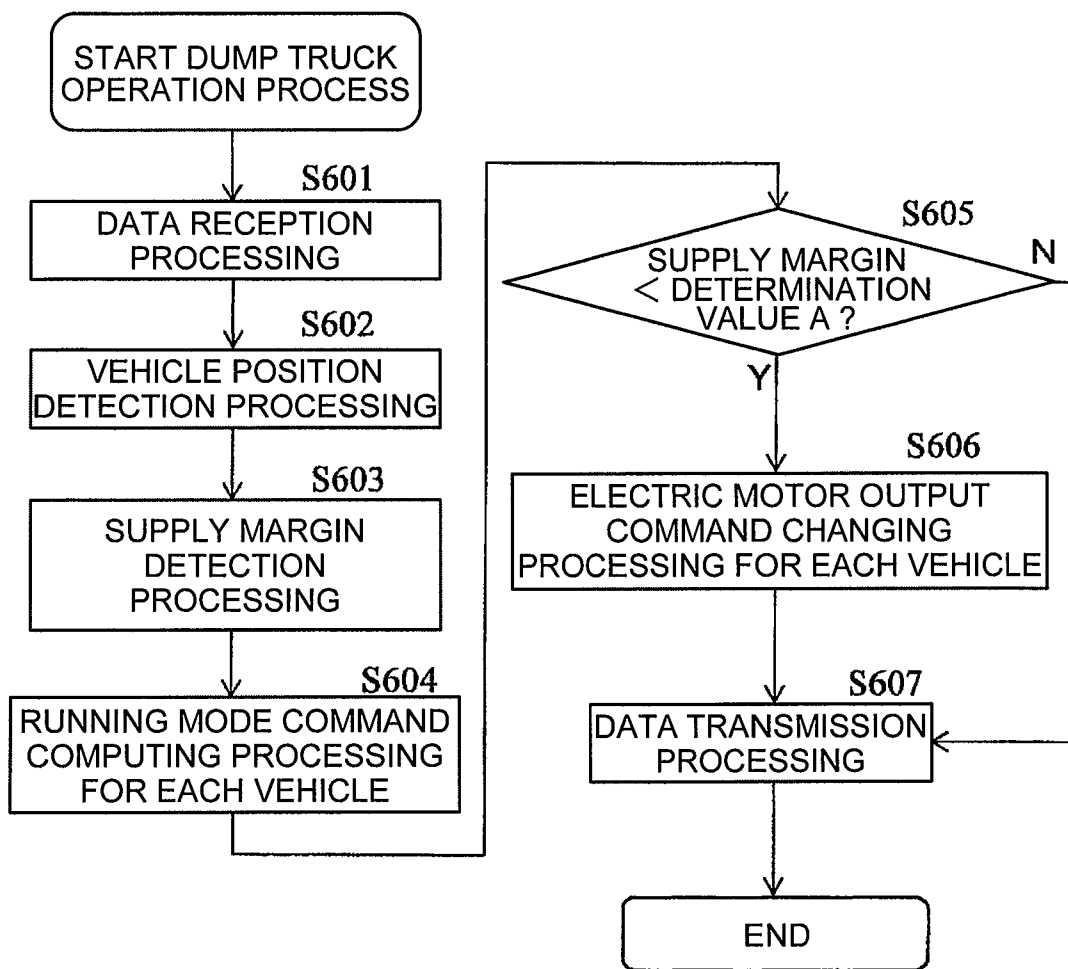 START DUMP TRUCK
OPERATION PROCESS
S601
DATA RECEPTION
PROCESSING
S602
VEHICLE POSITION
DETECTION PROCESSING
S603
SUPPLY MARGIN
DETECTION
PROCESSING
S604
RUNNING MODE COMMAND
COMPUTING PROCESSING
FOR EACH VEHICLE
S605
SUPPLY MARGIN
< DETERMINATION
VALUE A ?
N
Y
S606
ELECTRIC MOTOR OUTPUT
COMMAND CHANGING
PROCESSING FOR EACH VEHICLE
S607
DATA TRANSMISSION
PROCESSING
END